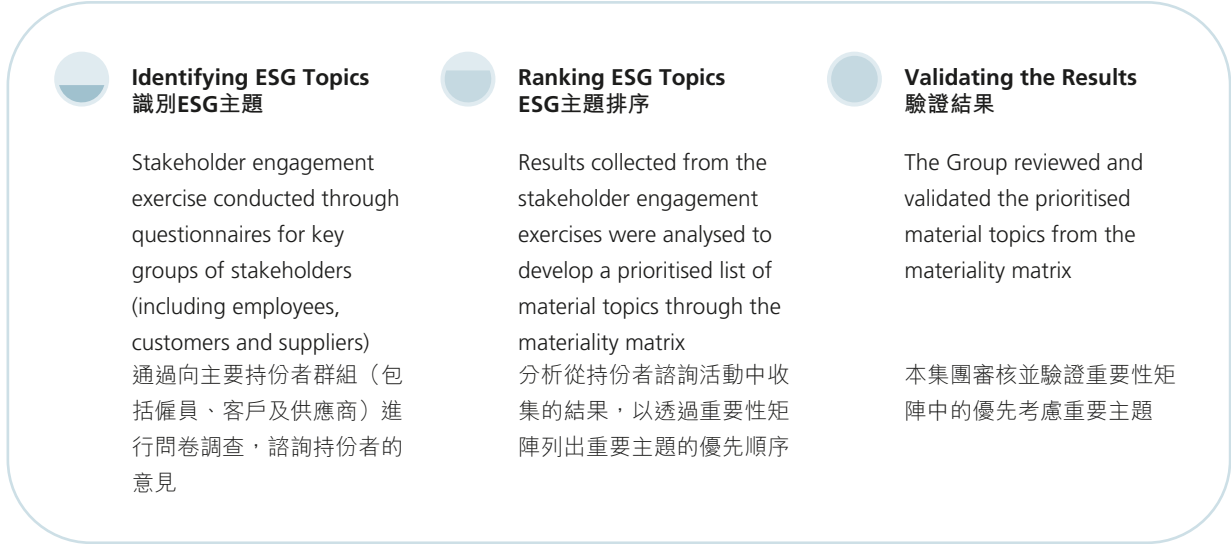 Identifying ESG Topics
識別ESG主題
Stakeholder engagement
exercise conducted through
questionnaires for key
groups of stakeholders
(including employees,
customers and suppliers)
通過向主要持份者群組（包
括僱員、客戶及供應商）進
行問卷調查，諮詢持份者的
意見
Ranking ESG Topics
ESG主題排序
Results collected from the
stakeholder engagement
exercises were analysed to
develop a prioritised list of
material topics through the
materiality matrix
分析從持份者諮詢活動中收
集的結果，以透過重要性矩
陣列出重要主題的優先順序
Validating the Results
驗證結果
The Group reviewed and
validated the prioritised
material topics from the
materiality matrix
本集團審核並驗證重要性矩
陣中的優先考慮重要主題